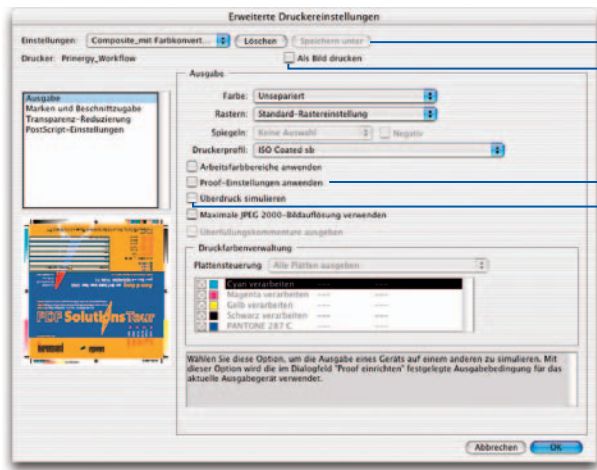 Erweiterte Druckereinstellungen
Einstellungen: Composite_mit Farbkonvert... Löschen Speichern unter
Drucker: Prinergy_Workflow Als Bild drucken
Ausgabe
Marken und Beschnittzugabe
Transparenz-Reduzierung
PostScript-Einstellungen
PDF SolutionsTour
Ausgabe
Farbe: Unsepariert
Rastern: Standard-Rastereinstellung
Spiegeln: Keine Auswahl Negativ
Druckerprofil: ISO Coated sb
Arbeitsfarbbereiche anwenden
Proof-Einstellungen anwenden
Überdruck simulieren
Maximale JPEG 2000-Bildauflösung verwenden
Überfüllungskommentare ausgeben
Druckfarbenverwaltung
Plattensteuerung Alle Platten ausgeben
Cyan verarbeiten ---- ----
Magenta verarbeiten ---- ----
Gelb verarbeiten ---- ----
Schwarz verarbeiten ---- ----
PANTONE 287 C ---- ----
Wählen Sie diese Option, um die Ausgabe eines Geräts auf einem anderen zu simulieren. Mit
dieser Option wird die im Dialogfeld "Proof einrichten" festgelegte Ausgabebedingung für das
aktuelle Ausgabegerät verwendet.
Abbrechen OK